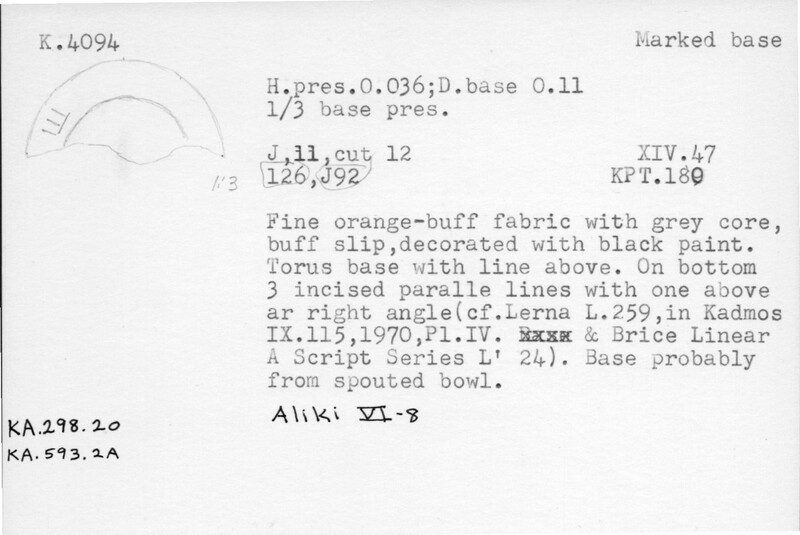 K.4094 Marked base
H.pres.0.036;D.base 0.11
1/3 base pres.
J,11,cut 12 XIV.47
126,J92 KPT.180
Fine orange-buff fabric with grey core,
buff slip,decorated with black paint.
Torus base with line above. On bottom
3 incised paralle lines with one above
ar right angle(cf.Lerna L.259,in Kadmos
IX.115,1970,Pl.IV. & Brice Linear
A Script Series L' 24). Base probably
from spouted bowl.
Aliki VI-8
KA.298.20
KA.593.2A